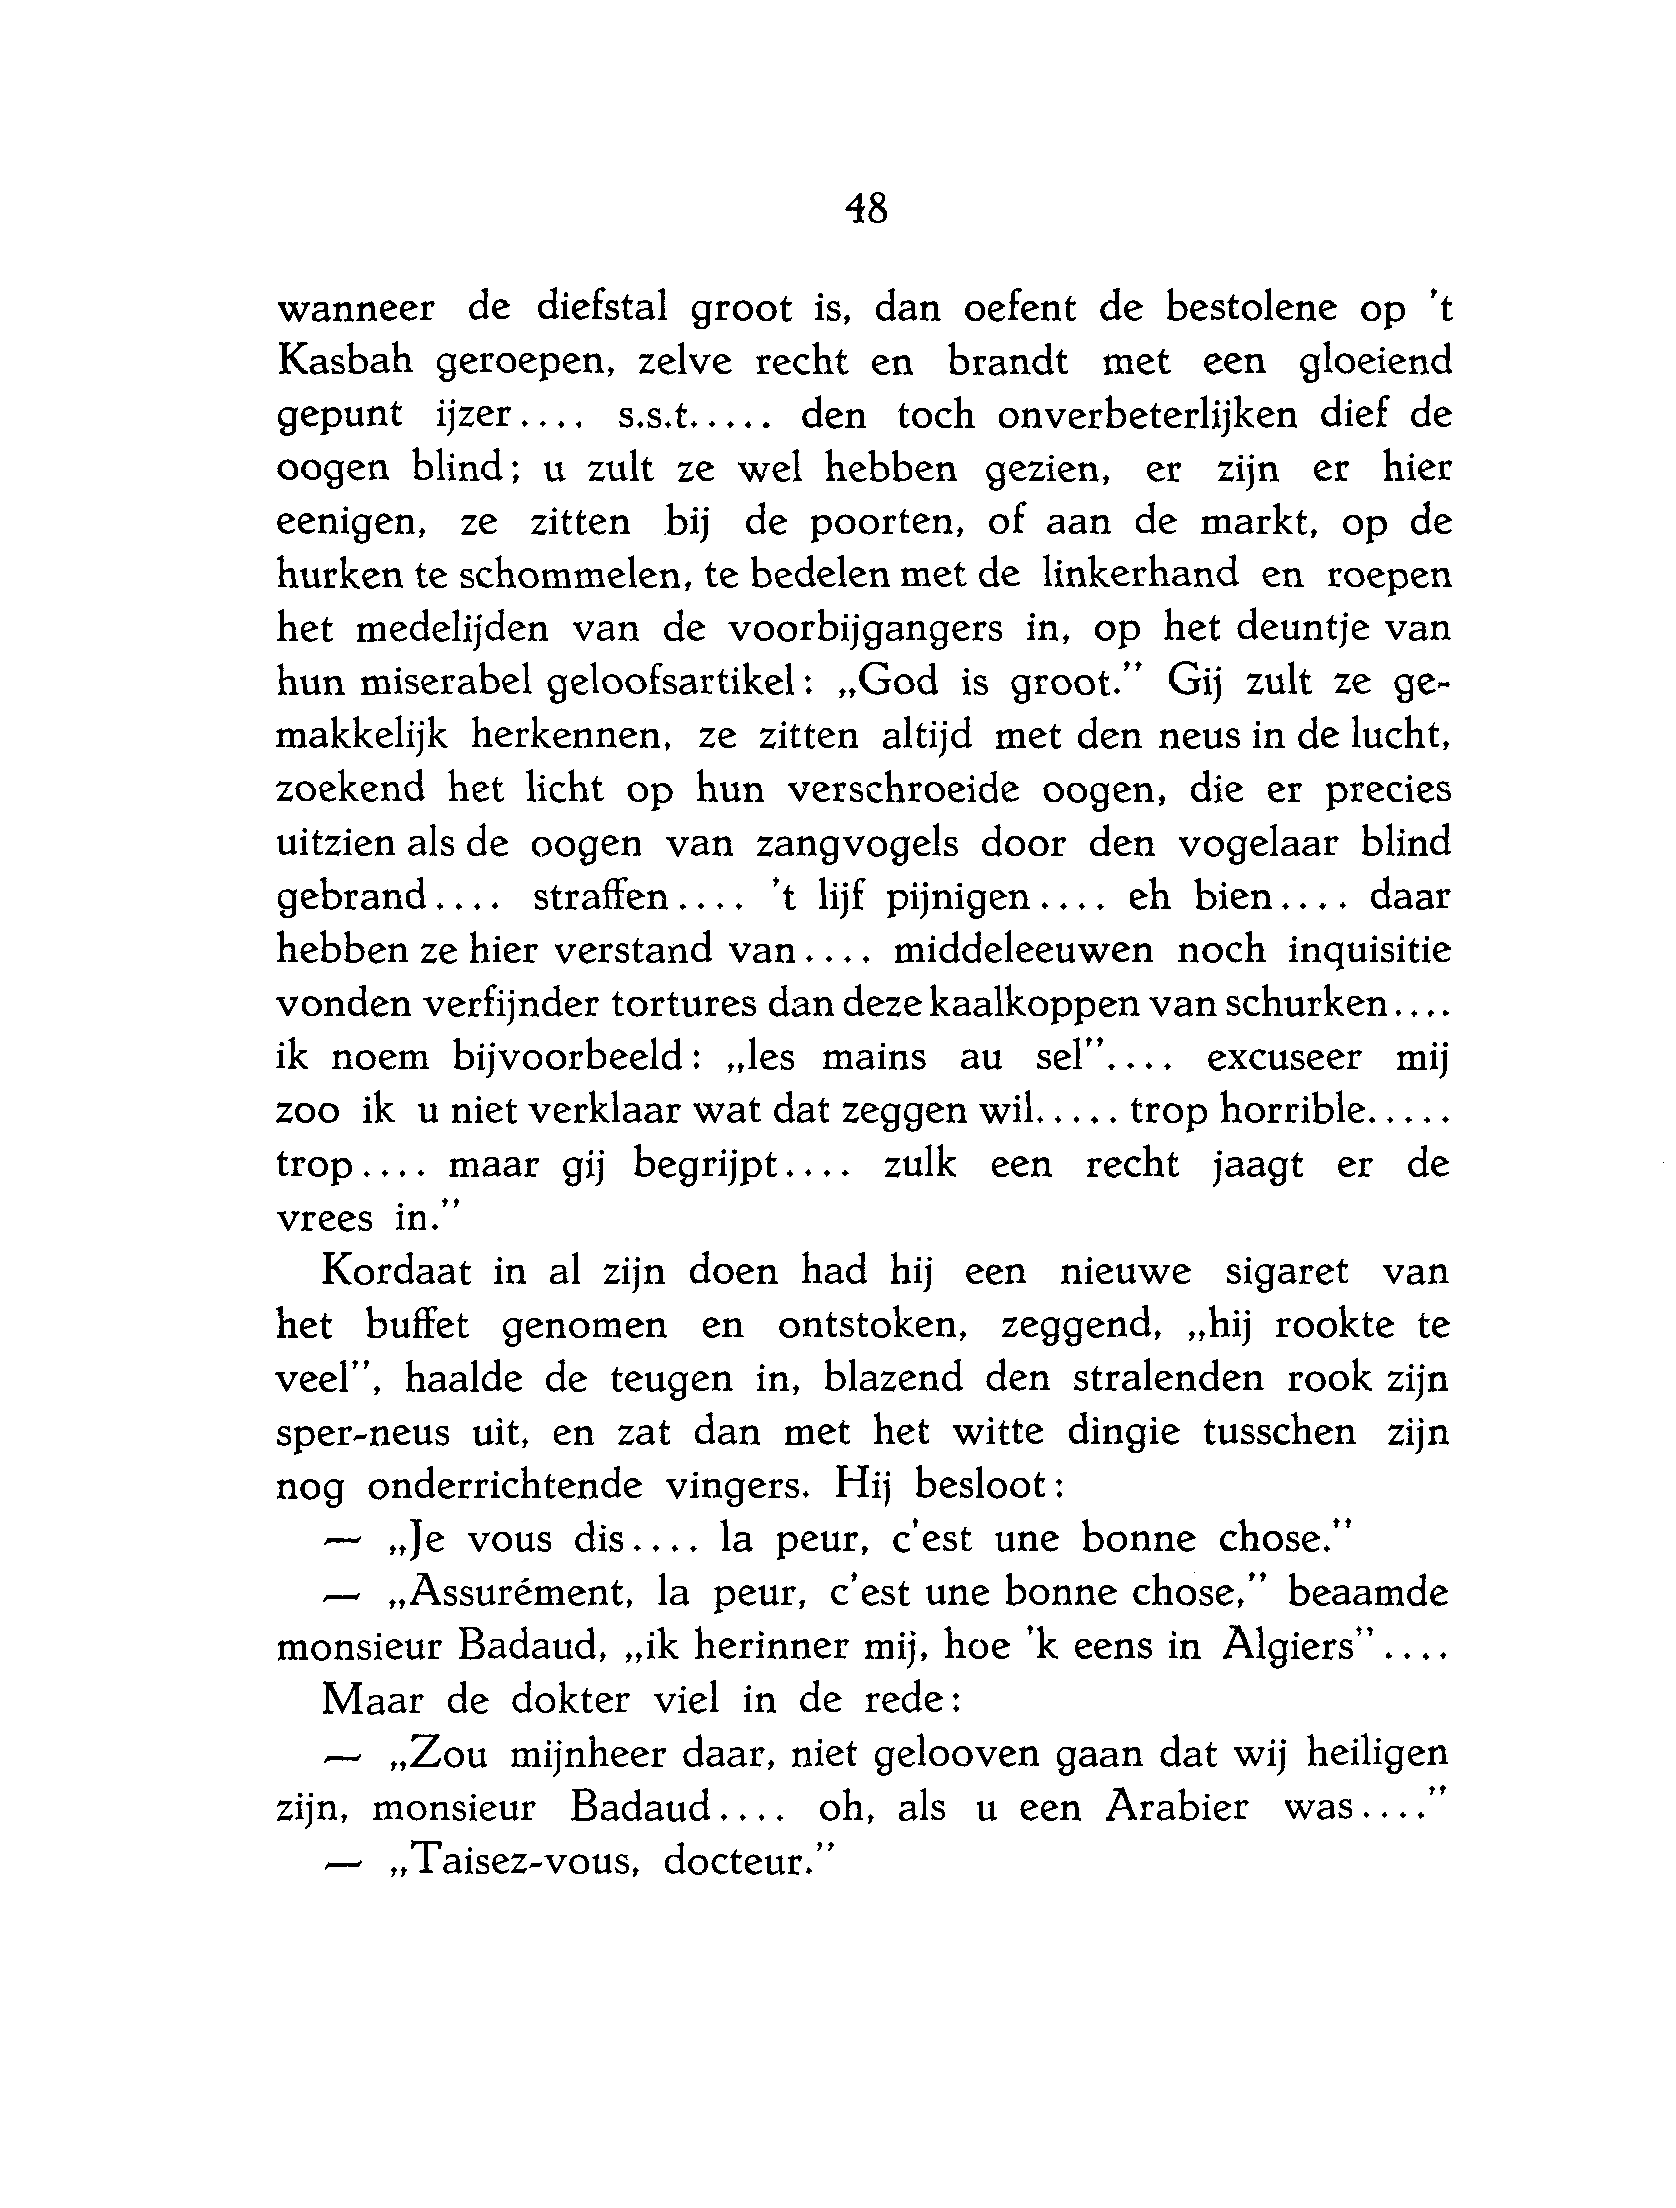 48
wanneer de diefstal groot is, dan oefent de bestolene op 't
Kasbah geroepen, zelve recht en brandt met een gloeiend
gepunt ijzer.... s.s.t..... den toch onverbeterlijken dief de
oogen blind; u zult ze wel hebben gezien, er zijn er hier
eenigen, ze zitten bij de poorten, of aan de markt, op de
hurken te schommelen, te bedelen met de linkerhand en roepen
het medelijden van de voorbijgangers in, op het deuntje van
hun miserabel geloofsartikel: „God is groot.” Gij zult ze ge-
makkelijk herkennen, ze zitten altijd met den neus in de lucht,
zoekend het licht op hun verschroeide oogen, die er precies
uitzien als de oogen van zangvogels door den vogelaar blind
gebrand.... straffen.... 't lijf pijnigen.... eh bien.... daar
hebben ze hier verstand van.... middeleeuwen noch inquisitie
vonden verfijnder tortures dan deze kaalkoppen van schurken....
ik noem bijvoorbeeld: „les mains au sel”.... excuseer mij
zoo ik u niet verklaar wat dat zeggen wil..... trop horrible.....
trop.... maar gij begrijpt.... zulk een recht jaagt er de
vrees in.”
Kordaat in al zijn doen had hij een nieuwe sigaret van
het buffet genomen en ontstoken, zeggend, „hij rookte te
veel”, haalde de teugen in, blazend den stralenden rook zijn
sper-neus uit, en zat dan met het witte dingie tusschen zijn
nog onderrichtende vingers. Hij besloot:
— „Je vous dis.... la peur, c'est une bonne chose.”
— „Assurément, la peur, c'est une bonne chose,” beaamde
monsieur Badaud, „ik herinner mij, hoe 'k eens in Algiers”....
Maar de dokter viel in de rede:
— „Zou mijnheer daar, niet gelooven gaan dat wij heiligen
zijn, monsieur Badaud.... oh, als u een Arabier was....”
— „Taisez-vous, docteur.”